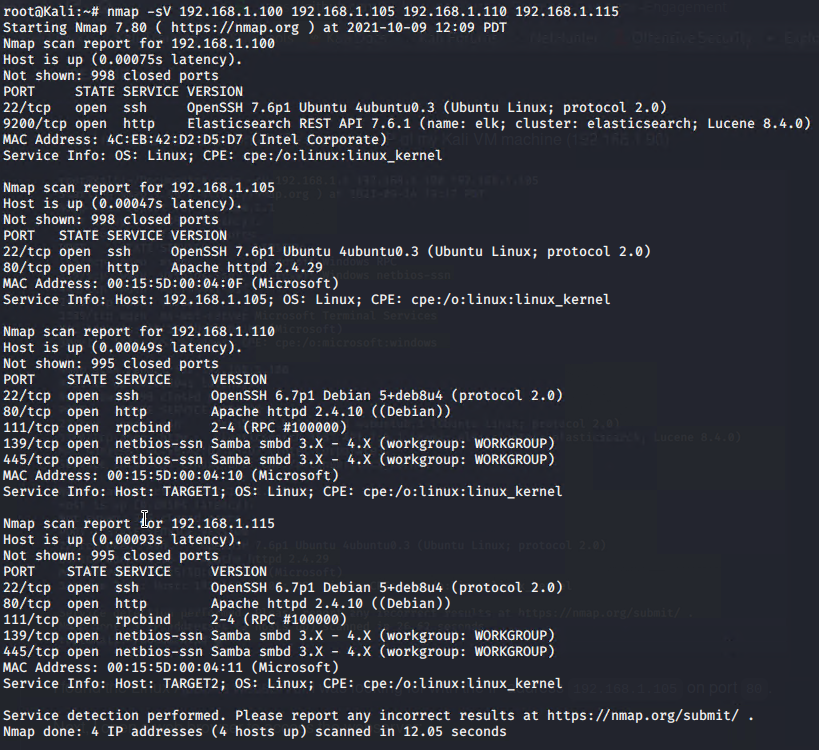 root@Kali:~# nmap -sV 192.168.1.100 192.168.1.105 192.168.1.110 192.168.1.115
Starting Nmap 7.80 ( https://nmap.org ) at 2021-10-09 12:09 PDT
Nmap scan report for 192.168.1.100
Host is up (0.00075s latency).
Not shown: 998 closed ports
PORT     STATE SERVICE VERSION
22/tcp   open  ssh     OpenSSH 7.6p1 Ubuntu 4ubuntu0.3 (Ubuntu Linux; protocol 2.0)
9200/tcp open  http    Elasticsearch REST API 7.6.1 (name: elk; cluster: elasticsearch; Lucene 8.4.0)
MAC Address: 4C:EB:42:D2:D5:D7 (Intel Corporate)
Service Info: OS: Linux; CPE: cpe:/o:linux:linux_kernel

Nmap scan report for 192.168.1.105
Host is up (0.00047s latency).
Not shown: 998 closed ports
PORT   STATE SERVICE VERSION
22/tcp open  ssh     OpenSSH 7.6p1 Ubuntu 4ubuntu0.3 (Ubuntu Linux; protocol 2.0)
80/tcp open  http    Apache httpd 2.4.29
MAC Address: 00:15:5D:00:04:0F (Microsoft)
Service Info: Host: 192.168.1.105; OS: Linux; CPE: cpe:/o:linux:linux_kernel

Nmap scan report for 192.168.1.110
Host is up (0.00049s latency).
Not shown: 995 closed ports
PORT    STATE SERVICE     VERSION
22/tcp  open  ssh         OpenSSH 6.7p1 Debian 5+deb8u4 (protocol 2.0)
80/tcp  open  http        Apache httpd 2.4.10 ((Debian))
111/tcp open  rpcbind     2-4 (RPC #100000)
139/tcp open  netbios-ssn Samba smbd 3.X - 4.X (workgroup: WORKGROUP)
445/tcp open  netbios-ssn Samba smbd 3.X - 4.X (workgroup: WORKGROUP)
MAC Address: 00:15:5D:00:04:10 (Microsoft)
Service Info: Host: TARGET1; OS: Linux; CPE: cpe:/o:linux:linux_kernel

Nmap scan report for 192.168.1.115
Host is up (0.00093s latency).
Not shown: 995 closed ports
PORT    STATE SERVICE     VERSION
22/tcp  open  ssh         OpenSSH 6.7p1 Debian 5+deb8u4 (protocol 2.0)
80/tcp  open  http        Apache httpd 2.4.10 ((Debian))
111/tcp open  rpcbind     2-4 (RPC #100000)
139/tcp open  netbios-ssn Samba smbd 3.X - 4.X (workgroup: WORKGROUP)
445/tcp open  netbios-ssn Samba smbd 3.X - 4.X (workgroup: WORKGROUP)
MAC Address: 00:15:5D:00:04:11 (Microsoft)
Service Info: Host: TARGET2; OS: Linux; CPE: cpe:/o:linux:linux_kernel

Service detection performed. Please report any incorrect results at https://nmap.org/submit/ .
Nmap done: 4 IP addresses (4 hosts up) scanned in 12.05 seconds